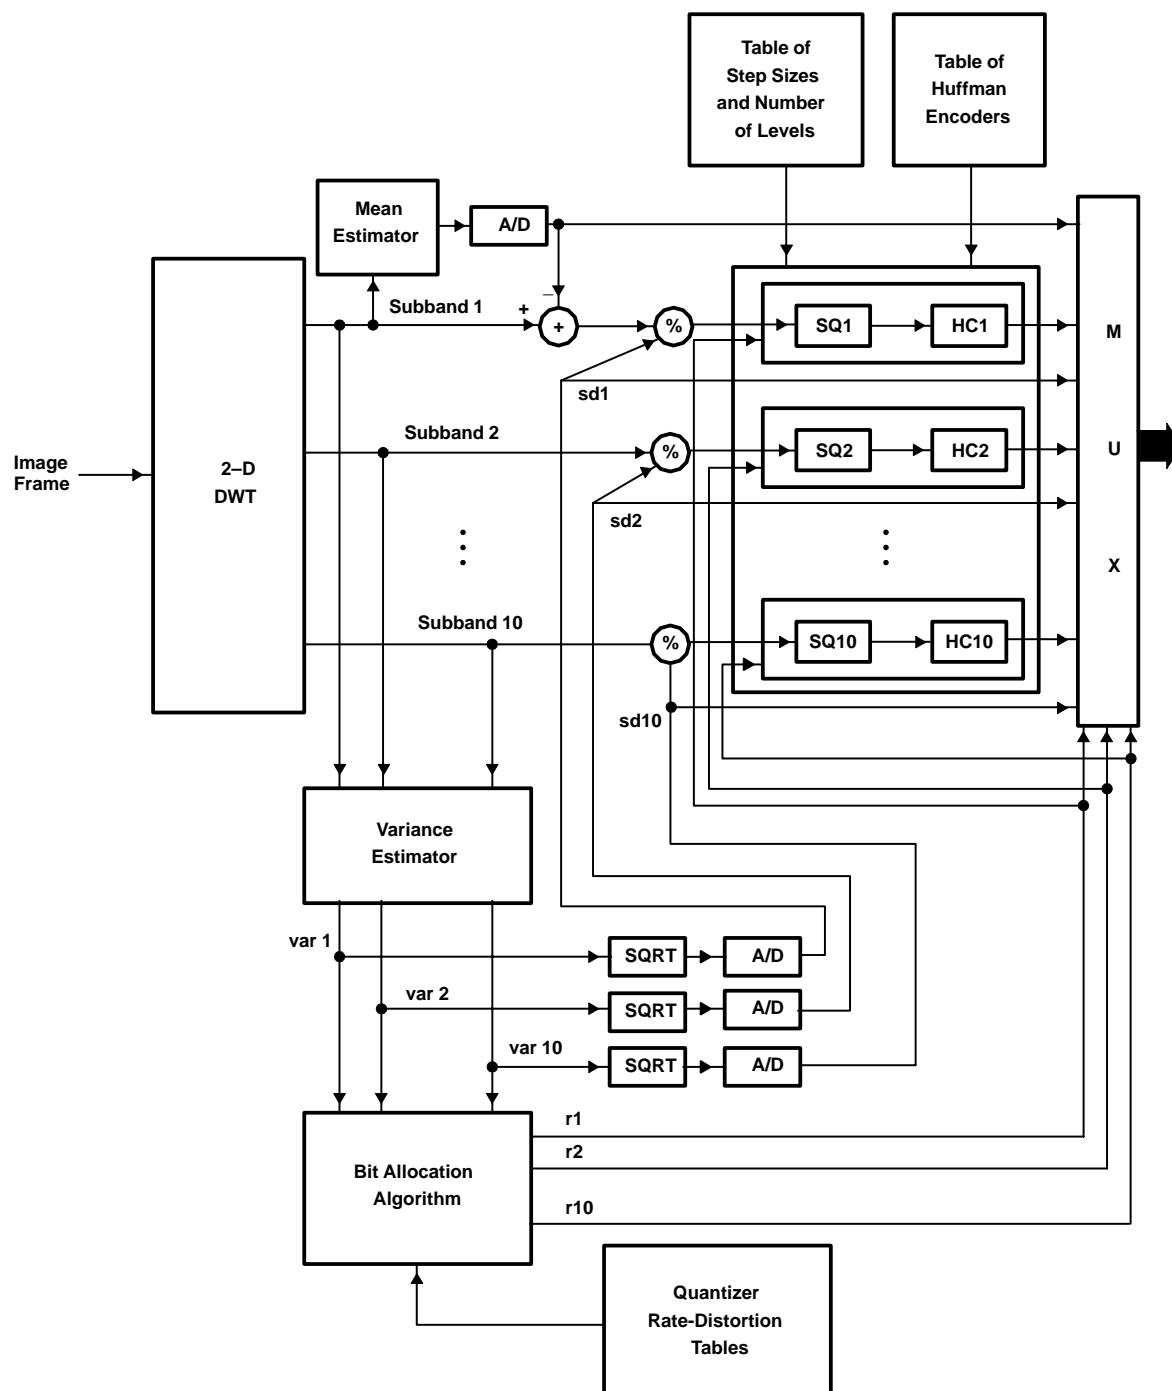 Table of
Step Sizes
and Number
of Levels
Table of
Huffman
Encoders
Mean
Estimator
A/D
−
Subband 1
+
+
%
SQ1
HC1
M
sd1
Subband 2
%
SQ2
HC2
U
Image
Frame
2–D
DWT
sd2
X
Subband 10
%
SQ10
HC10
sd10
Variance
Estimator
var 1
SQRT
A/D
var 2
SQRT
A/D
var 10
SQRT
A/D
r1
r2
Bit Allocation
Algorithm
r10
Quantizer
Rate-Distortion
Tables